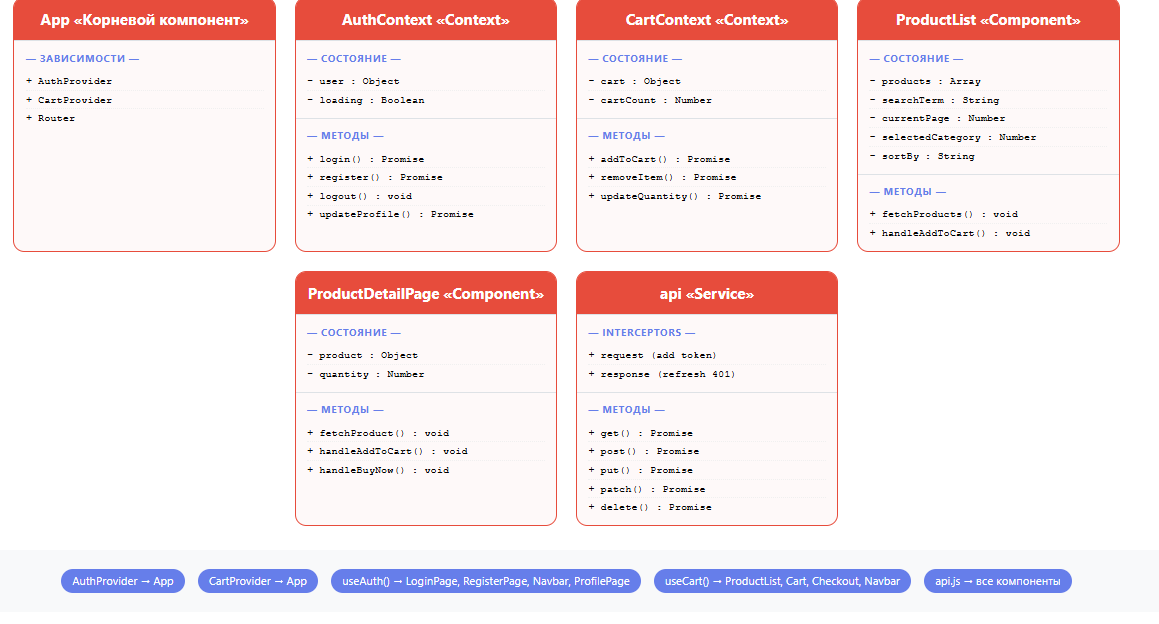 App «Корневой компонент»
— ЗАВИСИМОСТИ —
+ AuthProvider
+ CartProvider
+ Router
AuthContext «Context»
— СОСТОЯНИЕ —
- user : Object
- loading : Boolean
— МЕТОДЫ —
+ login() : Promise
+ register() : Promise
+ logout() : void
+ updateProfile() : Promise
CartContext «Context»
— СОСТОЯНИЕ —
- cart : Object
- cartCount : Number
— МЕТОДЫ —
+ addToCart() : Promise
+ removeItem() : Promise
+ updateQuantity() : Promise
ProductList «Component»
— СОСТОЯНИЕ —
- products : Array
- searchTerm : String
- currentPage : Number
- selectedCategory : Number
- sortBy : String
— МЕТОДЫ —
+ fetchProducts() : void
+ handleAddToCart() : void
ProductDetailPage «Component»
— СОСТОЯНИЕ —
- product : Object
- quantity : Number
— МЕТОДЫ —
+ fetchProduct() : void
+ handleAddToCart() : void
+ handleBuyNow() : void
api «Service»
— INTERCEPTORS —
+ request (add token)
+ response (refresh 401)
— МЕТОДЫ —
+ get() : Promise
+ post() : Promise
+ put() : Promise
+ patch() : Promise
+ delete() : Promise
AuthProvider → App
CartProvider → App
useAuth() → LoginPage, RegisterPage, Navbar, ProfilePage
useCart() → ProductList, Cart, Checkout, Navbar
api.js → все компоненты